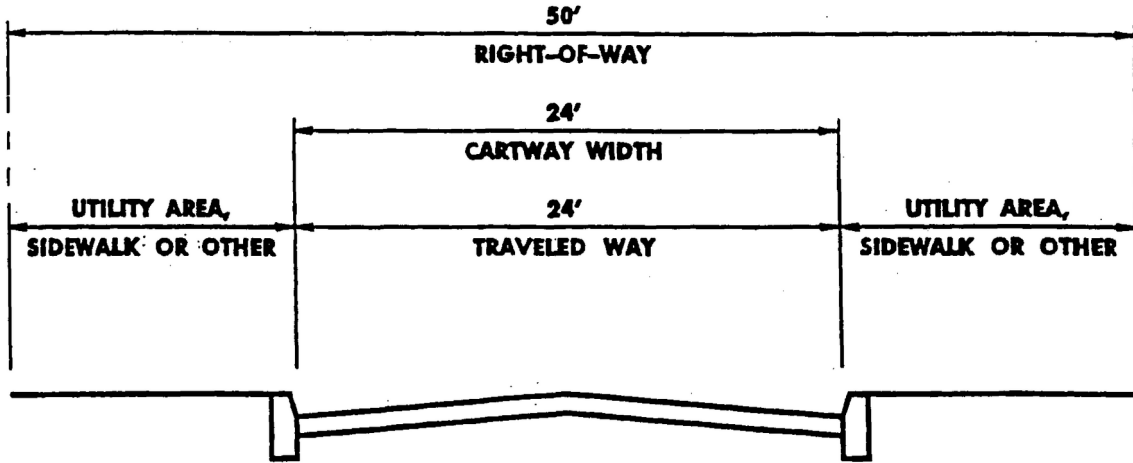 50'
RIGHT-OF-WAY
24'
CARTWAY WIDTH
UTILITY AREA,
SIDEWALK OR OTHER
24'
TRAVELED WAY
UTILITY AREA,
SIDEWALK OR OTHER